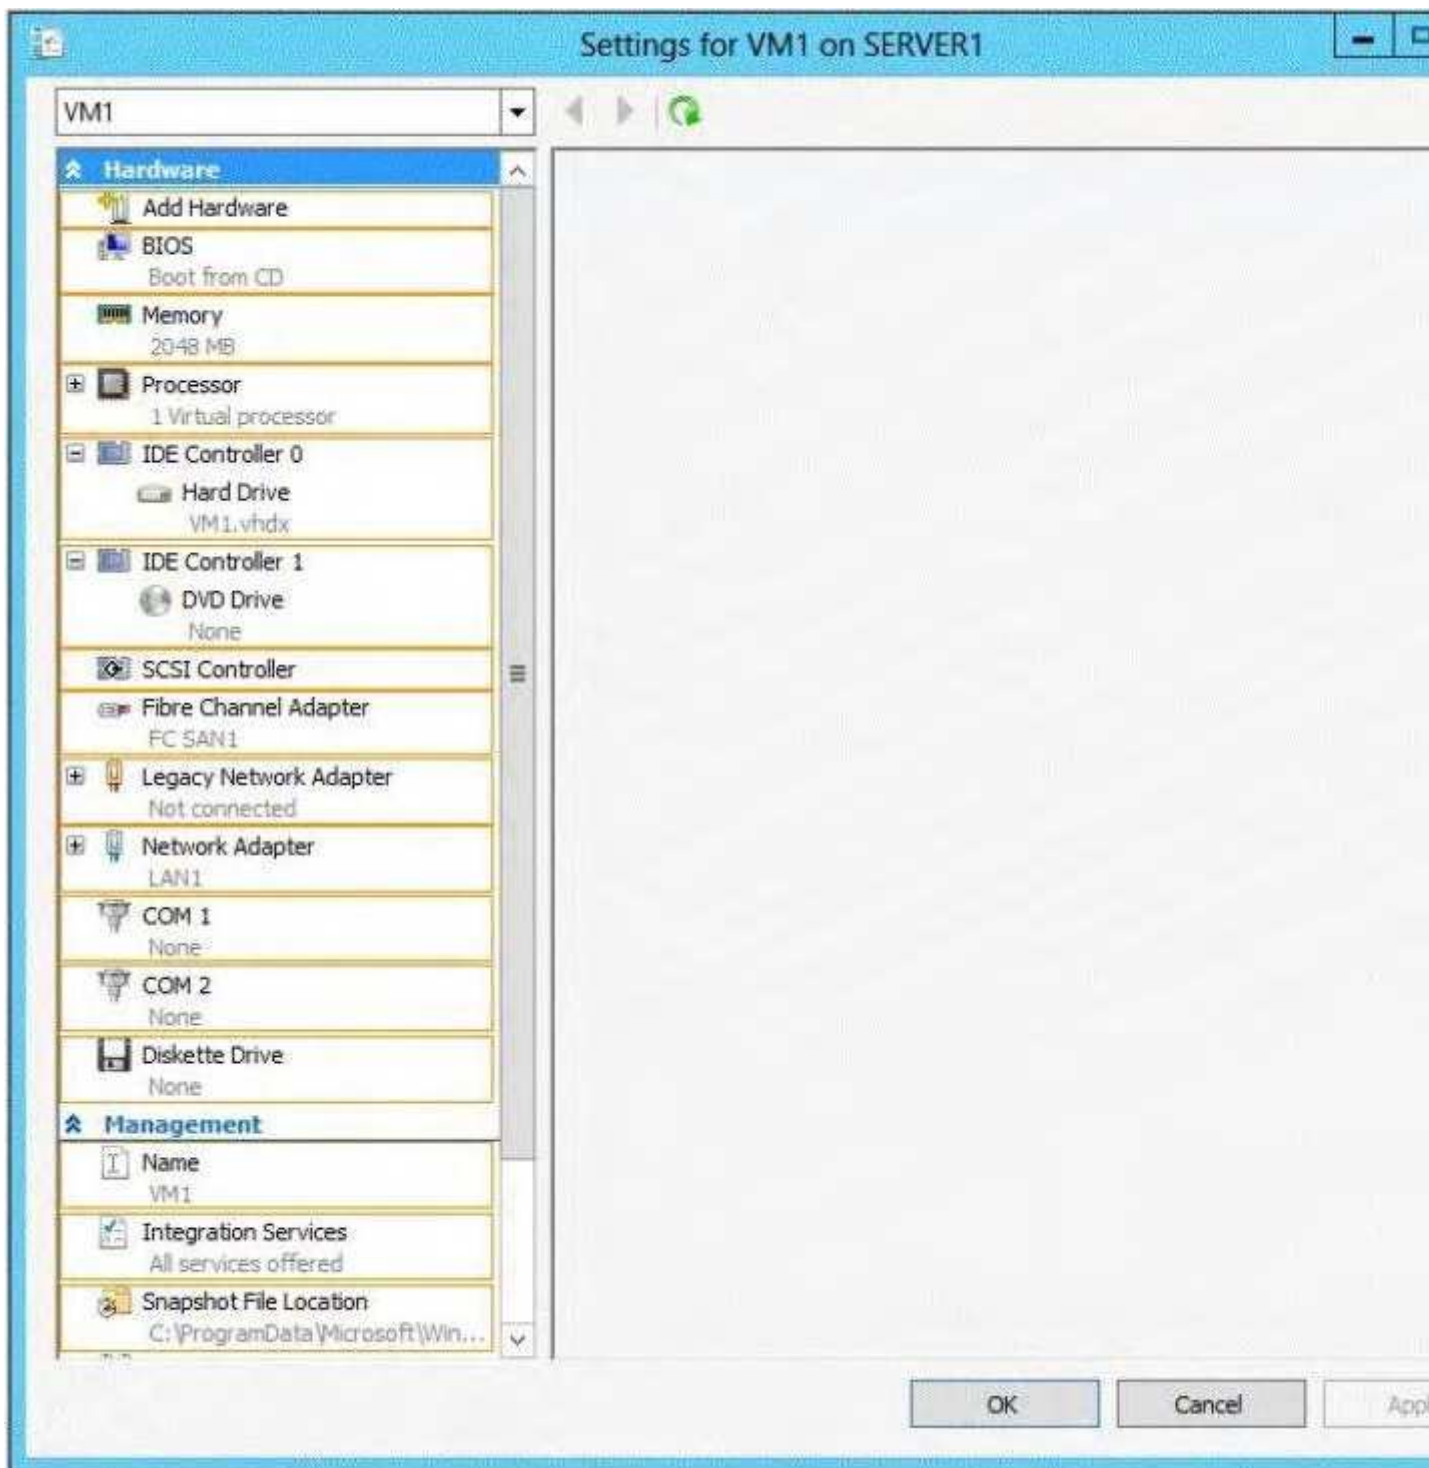 Settings for VM1 on SERVER1
VM1
Hardware
Add Hardware
BIOS
Boot from CD
Memory
2048 MB
Processor
1 Virtual processor
IDE Controller 0
Hard Drive
VM1.vhdx
IDE Controller 1
DVD Drive
None
SCSI Controller
Fibre Channel Adapter
FC SAN1
Legacy Network Adapter
Not connected
Network Adapter
LAN1
COM 1
None
COM 2
None
Diskette Drive
None
Management
Name
VM1
Integration Services
All services offered
Snapshot File Location
C:\ProgramData\Microsoft\Win...
OK Cancel Appl